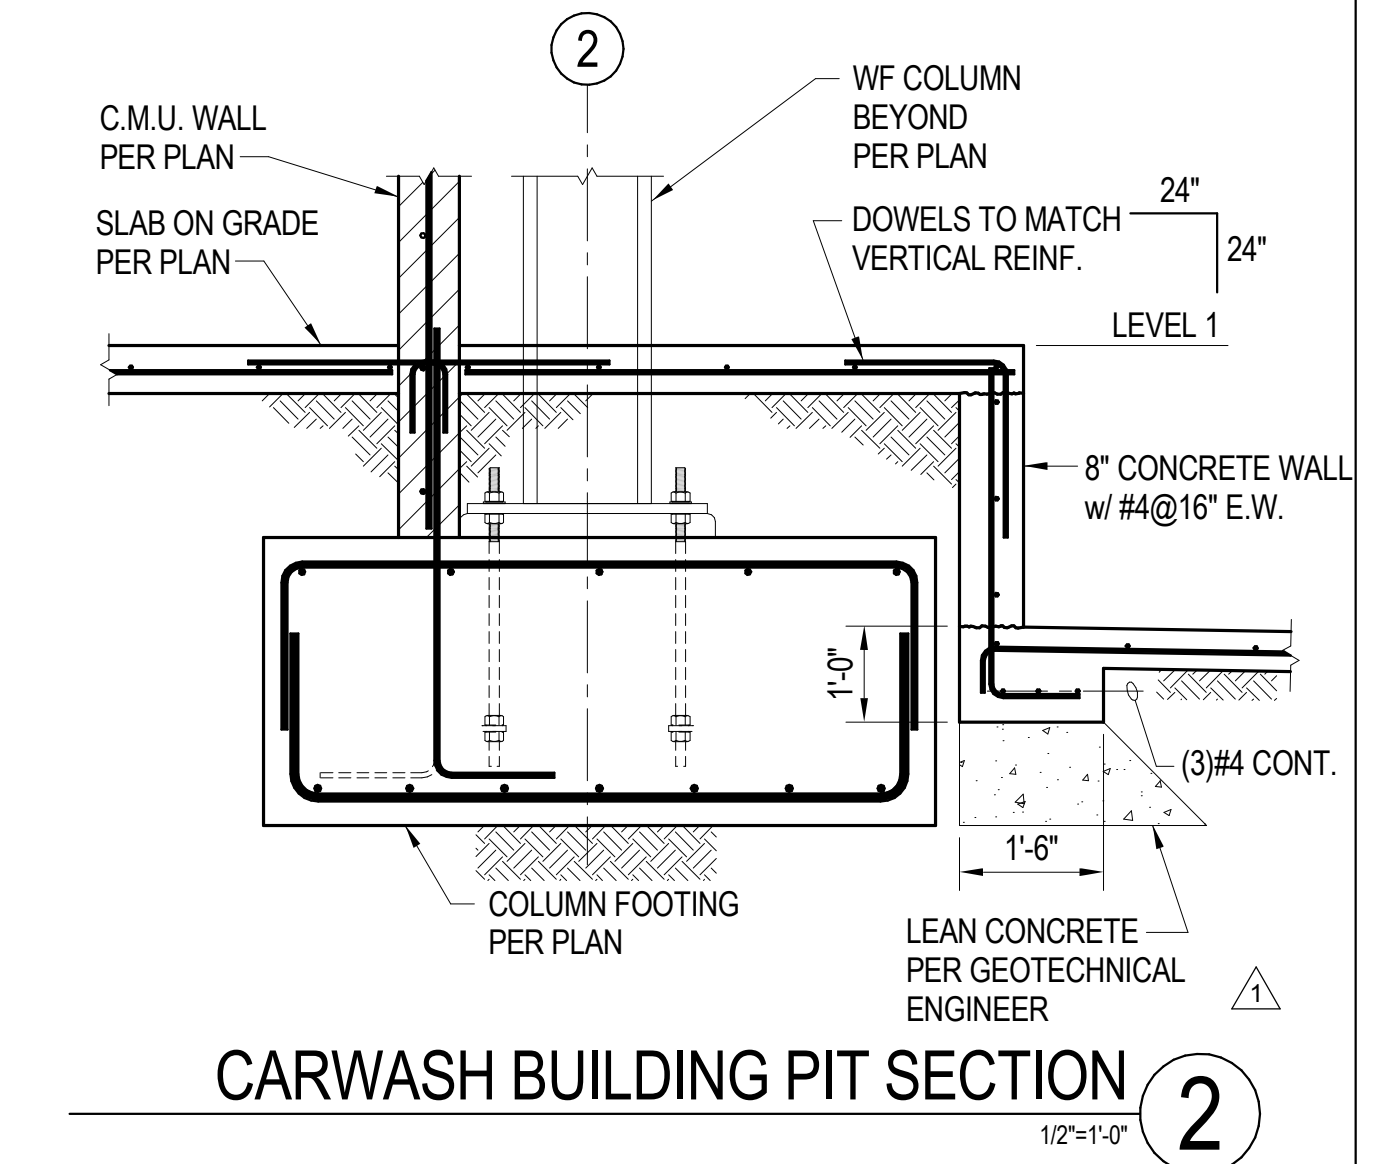 2
C.M.U. WALL
PER PLAN
SLAB ON GRADE
PER PLAN
WF COLUMN
BEYOND
PER PLAN
DOWELS TO MATCH
VERTICAL REINF.
24"
24"
LEVEL 1
8" CONCRETE WALL
w/ #4@16" E.W.
1'-0"
(3)#4 CONT.
1'-6"
COLUMN FOOTING
PER PLAN
LEAN CONCRETE
PER GEOTECHNICAL
ENGINEER
1
CARWASH BUILDING PIT SECTION
2
1/2"=1'-0"